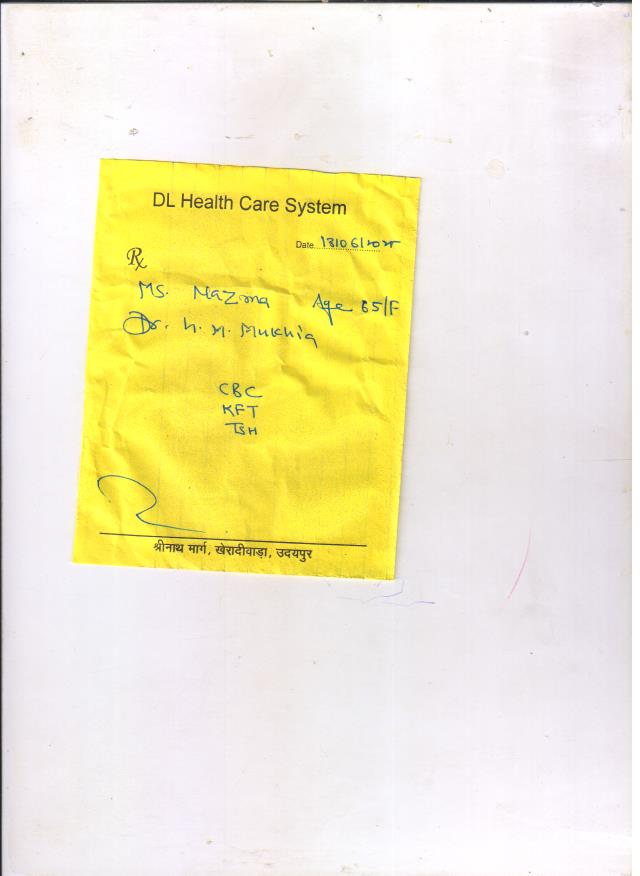 DL Health Care System
Date 13/06/2025
Rx
MS. Nazma Age 65/F
Dr. h. M. Mukhia
CBC
KFT
TSH
श्रीनाथ मार्ग, खेरादीवाड़ा, उदयपुर